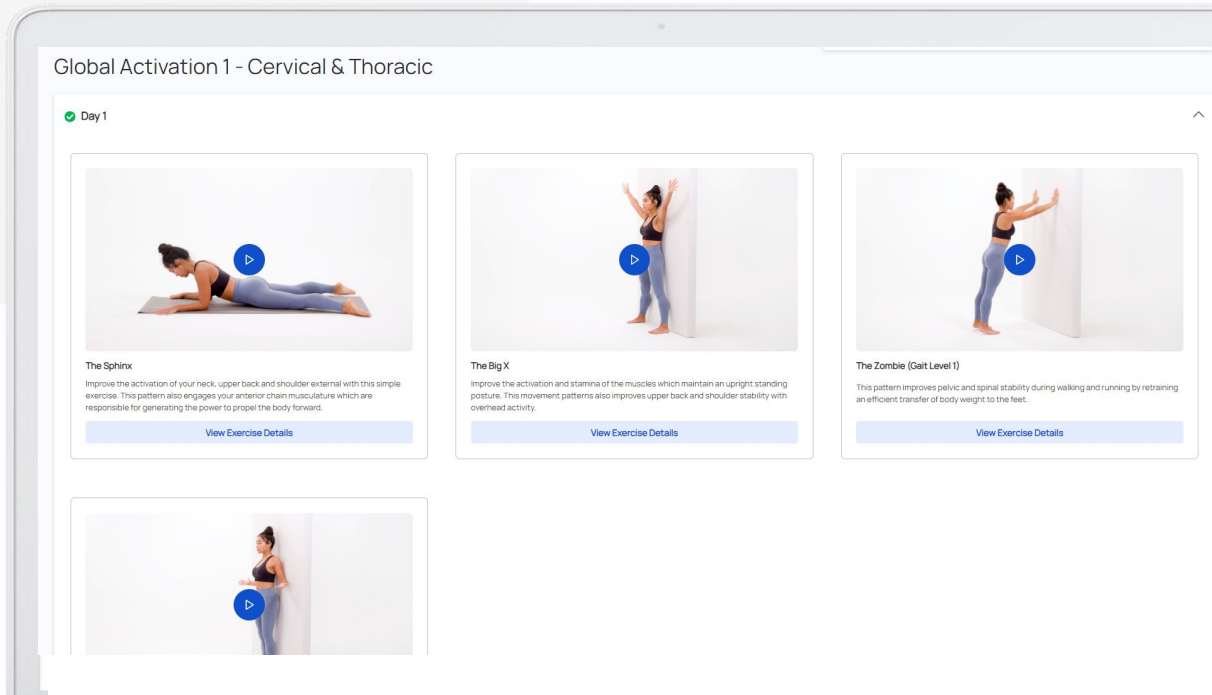 Global Activation 1 - Cervical & Thoracic
Day 1
The Sphinx
Improve the activation of your neck, upper back and shoulder external with this simple
exercise. This pattern also engages your anterior chain musculature which are
responsible for generating the power to propel the body forward.
View Exercise Details
The Big X
Improve the activation and stamina of the muscles which maintain an upright standing
posture. This movement patterns also improves upper back and shoulder stability with
overhead activity.
View Exercise Details
The Zombie (Gait Level 1)
This pattern improves pelvic and spinal stability during walking and running by retraining
an efficient transfer of body weight to the feet.
View Exercise Details